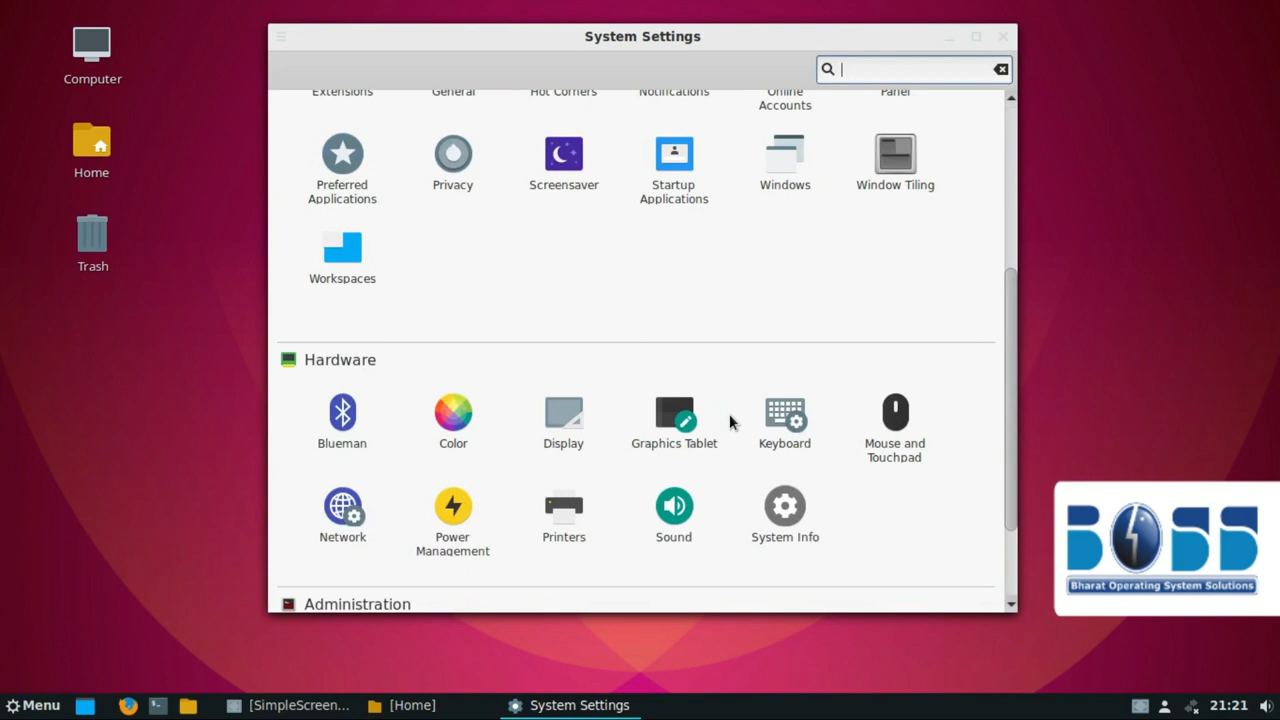 System Settings
Computer
Home
Trash
Extensions General Hot Corners Notifications Online Accounts Panel
Preferred Applications Privacy Screensaver Startup Applications Windows Window Tiling
Workspaces
Hardware
Blueman Color Display Graphics Tablet Keyboard Mouse and Touchpad
Network Power Management Printers Sound System Info
Administration
BOSS
Bharat Operating System Solutions
Menu [SimpleScreen... [Home] System Settings 21:21